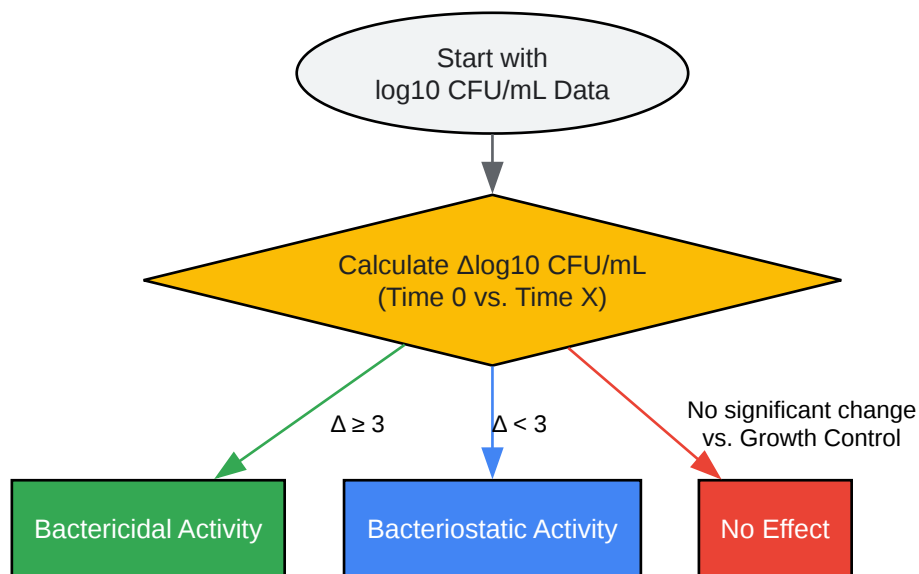 Start with
log10 CFU/mL Data
Calculate Δlog10 CFU/mL
(Time 0 vs. Time X)
Δ ≥ 3
Δ < 3
No significant change
vs. Growth Control
Bactericidal Activity
Bacteriostatic Activity
No Effect